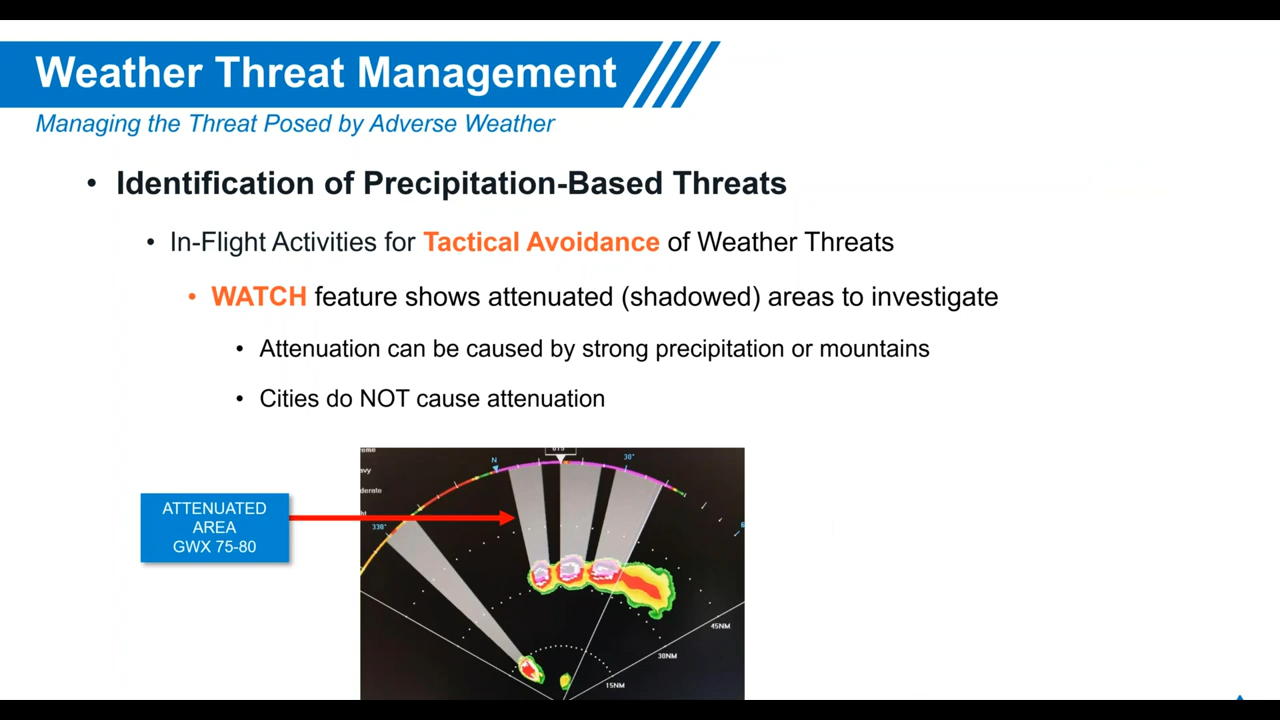 Weather Threat Management
Managing the Threat Posed by Adverse Weather
• Identification of Precipitation-Based Threats
• In-Flight Activities for Tactical Avoidance of Weather Threats
• WATCH feature shows attenuated (shadowed) areas to investigate
• Attenuation can be caused by strong precipitation or mountains
• Cities do NOT cause attenuation
ATTENUATED
AREA
GWX 75-80
N
30°
330°
45NM
30NM
15NM